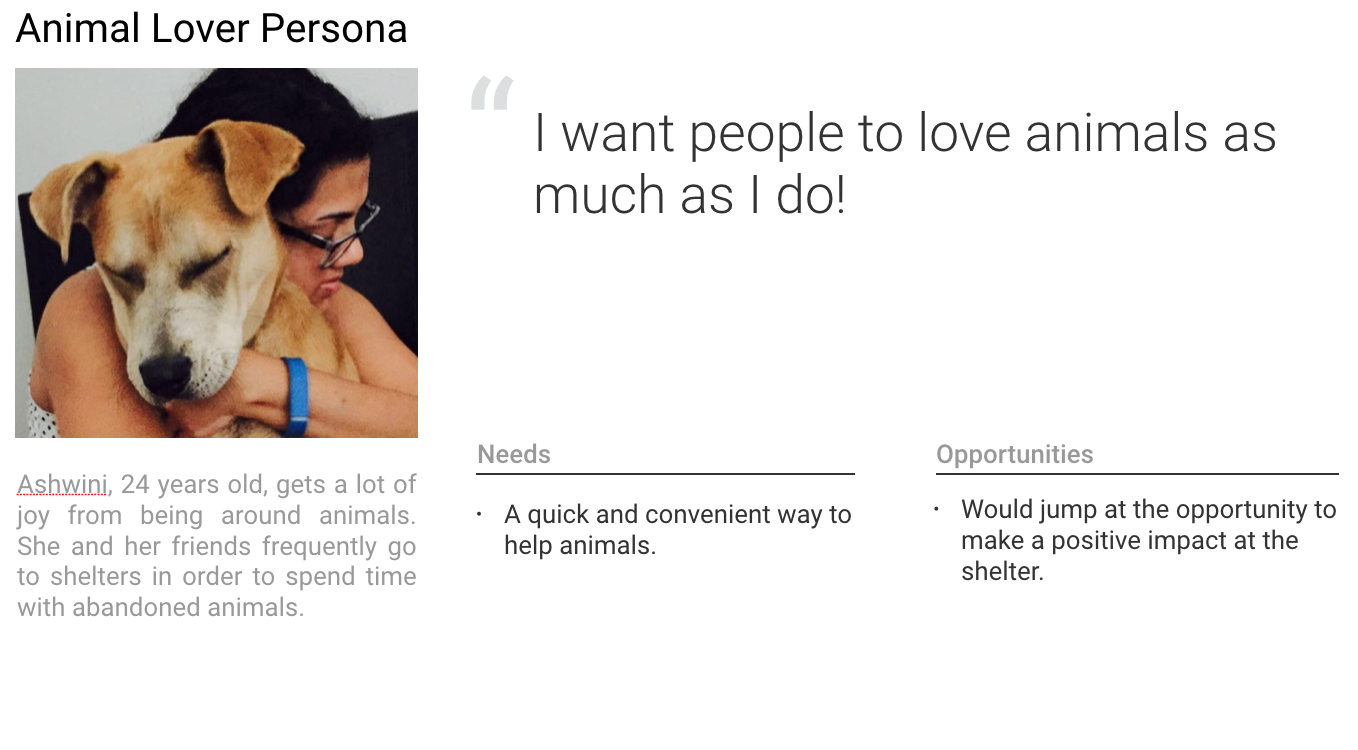 Animal Lover Persona
“
I want people to love animals as
much as I do!
Ashwini, 24 years old, gets a lot of
joy from being around animals.
She and her friends frequently go
to shelters in order to spend time
with abandoned animals.
Needs
· A quick and convenient way to
help animals.
Opportunities
· Would jump at the opportunity to
make a positive impact at the
shelter.